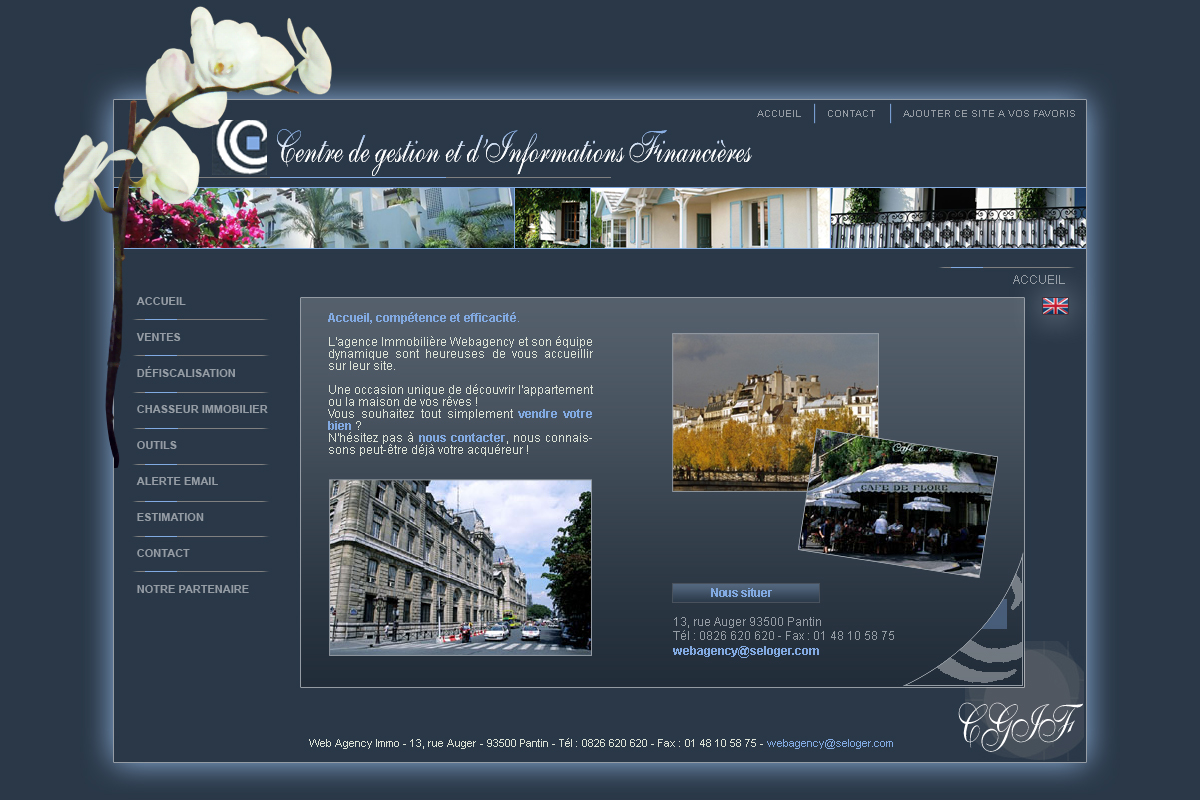 ACCUEIL CONTACT AJOUTER CE SITE A VOS FAVORIS
Centre de gestion et d'Informations Financières
ACCUEIL
ACCUEIL
VENTES
DÉFISCALISATION
CHASSEUR IMMOBILIER
OUTILS
ALERTE EMAIL
ESTIMATION
CONTACT
NOTRE PARTENAIRE
Accueil, compétence et efficacité.
L'agence Immobilière Webagency et son équipe
dynamique sont heureuses de vous accueillir
sur leur site.
Une occasion unique de découvrir l'appartement
ou la maison de vos rêves !
Vous souhaitez tout simplement vendre votre
bien ?
N'hésitez pas à nous contacter, nous connais-
sons peut-être déjà votre acquéreur !
Café de
CAFE DE FLORE
Nous situer
13, rue Auger 93500 Pantin
Tél : 0826 620 620 - Fax : 01 48 10 58 75
webagency@seloger.com
CGIF
Web Agency Immo - 13, rue Auger - 93500 Pantin - Tél : 0826 620 620 - Fax : 01 48 10 58 75 - webagency@seloger.com